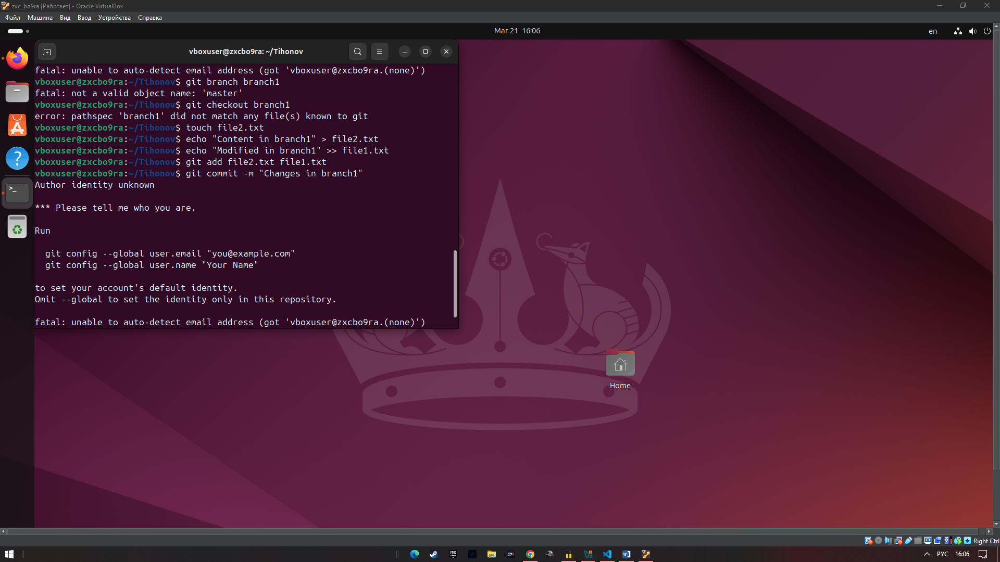 zxc_bo9ra [Работает] - Oracle VirtualBox
Файл Машина Вид Ввод Устройства Справка
Mar 21 16:06
en
vboxuser@zxcbo9ra: ~/Tihonov
fatal: unable to auto-detect email address (got 'vboxuser@zxcbo9ra.(none)')
vboxuser@zxcbo9ra:~/Tihonov$ git branch branch1
fatal: not a valid object name: 'master'
vboxuser@zxcbo9ra:~/Tihonov$ git checkout branch1
error: pathspec 'branch1' did not match any file(s) known to git
vboxuser@zxcbo9ra:~/Tihonov$ touch file2.txt
vboxuser@zxcbo9ra:~/Tihonov$ echo "Content in branch1" > file2.txt
vboxuser@zxcbo9ra:~/Tihonov$ echo "Modified in branch1" >> file1.txt
vboxuser@zxcbo9ra:~/Tihonov$ git add file2.txt file1.txt
vboxuser@zxcbo9ra:~/Tihonov$ git commit -m "Changes in branch1"
Author identity unknown
*** Please tell me who you are.
Run
git config --global user.email "you@example.com"
git config --global user.name "Your Name"
to set your account's default identity.
Omit --global to set the identity only in this repository.
fatal: unable to auto-detect email address (got 'vboxuser@zxcbo9ra.(none)')
Home
Right Ctrl
EPIC
РУС 16:06